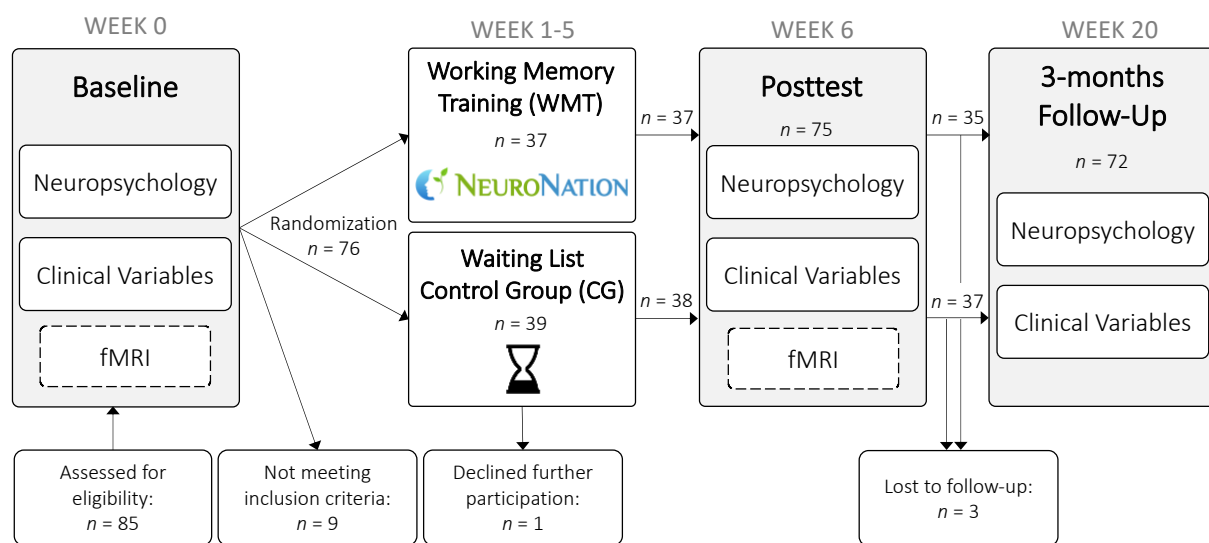 WEEK 0
Baseline
Neuropsychology
Clinical Variables
fMRI
Assessed for
eligibility:
n = 85
Randomization
n = 76
Not meeting
inclusion criteria:
n = 9
WEEK 1-5
Working Memory
Training (WMT)
n = 37
NEURONATION
Waiting List
Control Group (CG)
n = 39
Declined further
participation:
n = 1
n = 37
n = 38
WEEK 6
Posttest
n = 75
Neuropsychology
Clinical Variables
fMRI
n = 35
n = 37
Lost to follow-up:
n = 3
WEEK 20
3-months
Follow-Up
n = 72
Neuropsychology
Clinical Variables